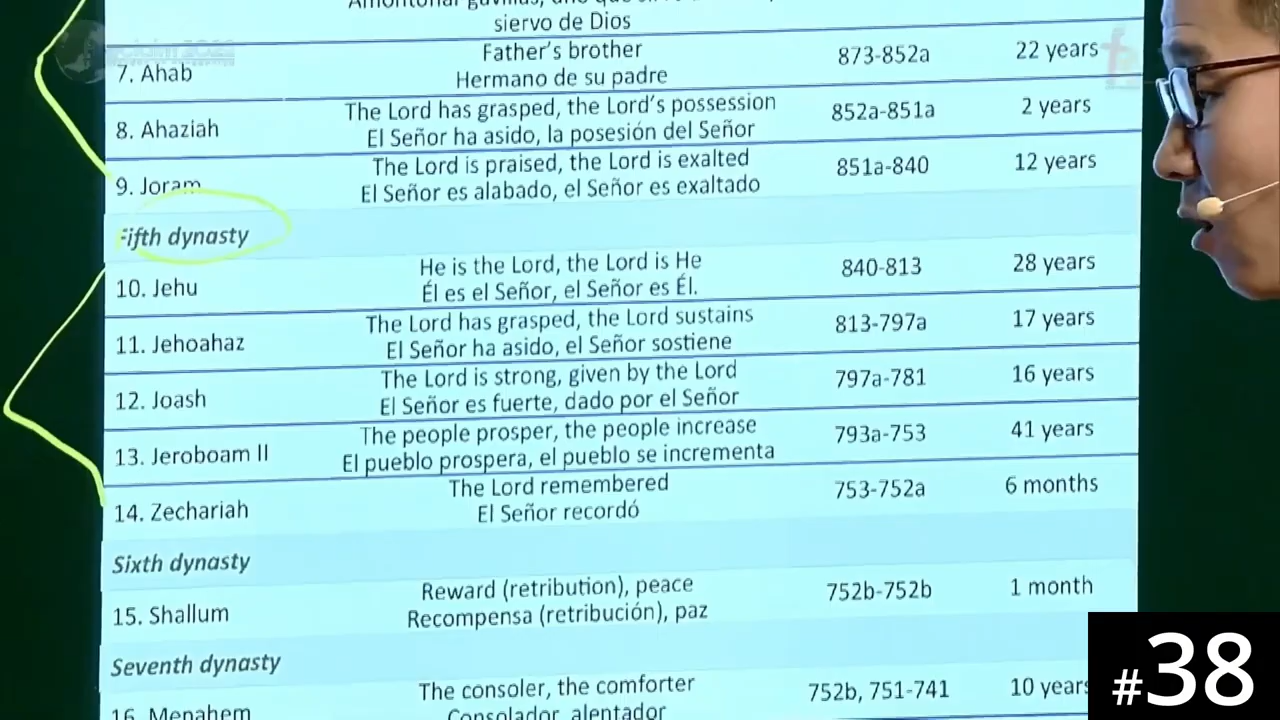 siervo de Dios
7. Ahab
Father's brother
Hermano de su padre
873-852a
22 years
8. Ahaziah
The Lord has grasped, the Lord's possession
El Señor ha asido, la posesión del Señor
852a-851a
2 years
9. Joram
The Lord is praised, the Lord is exalted
El Señor es alabado, el Señor es exaltado
851a-840
12 years
Fifth dynasty
10. Jehu
He is the Lord, the Lord is He
Él es el Señor, el Señor es Él.
840-813
28 years
11. Jehoahaz
The Lord has grasped, the Lord sustains
El Señor ha asido, el Señor sostiene
813-797a
17 years
12. Joash
The Lord is strong, given by the Lord
El Señor es fuerte, dado por el Señor
797a-781
16 years
13. Jeroboam II
The people prosper, the people increase
El pueblo prospera, el pueblo se incrementa
793a-753
41 years
14. Zechariah
The Lord remembered
El Señor recordó
753-752a
6 months
Sixth dynasty
15. Shallum
Reward (retribution), peace
Recompensa (retribución), paz
752b-752b
1 month
Seventh dynasty
16. Menahem
The consoler, the comforter
Consolador, alentador
752b, 751-741
10 years
#38